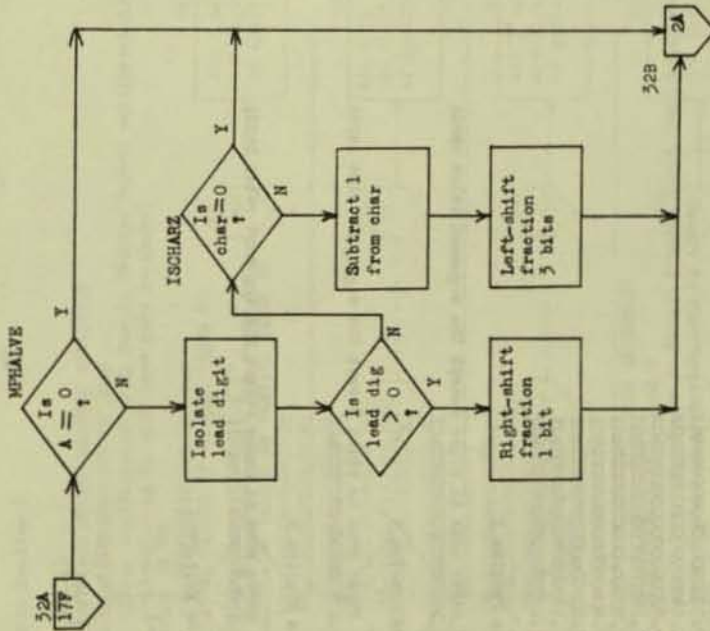 32A
17F
MPHALVE
Is
A = 0
?
Y
N
Isolate
lead digit
Is
lead dig
> 0
?
N
Y
Right-shift
fraction
1 bit
ISCHARZ
Is
char=0
?
Y
N
Subtract 1
from char
Left-shift
fraction
3 bits
32B
2A